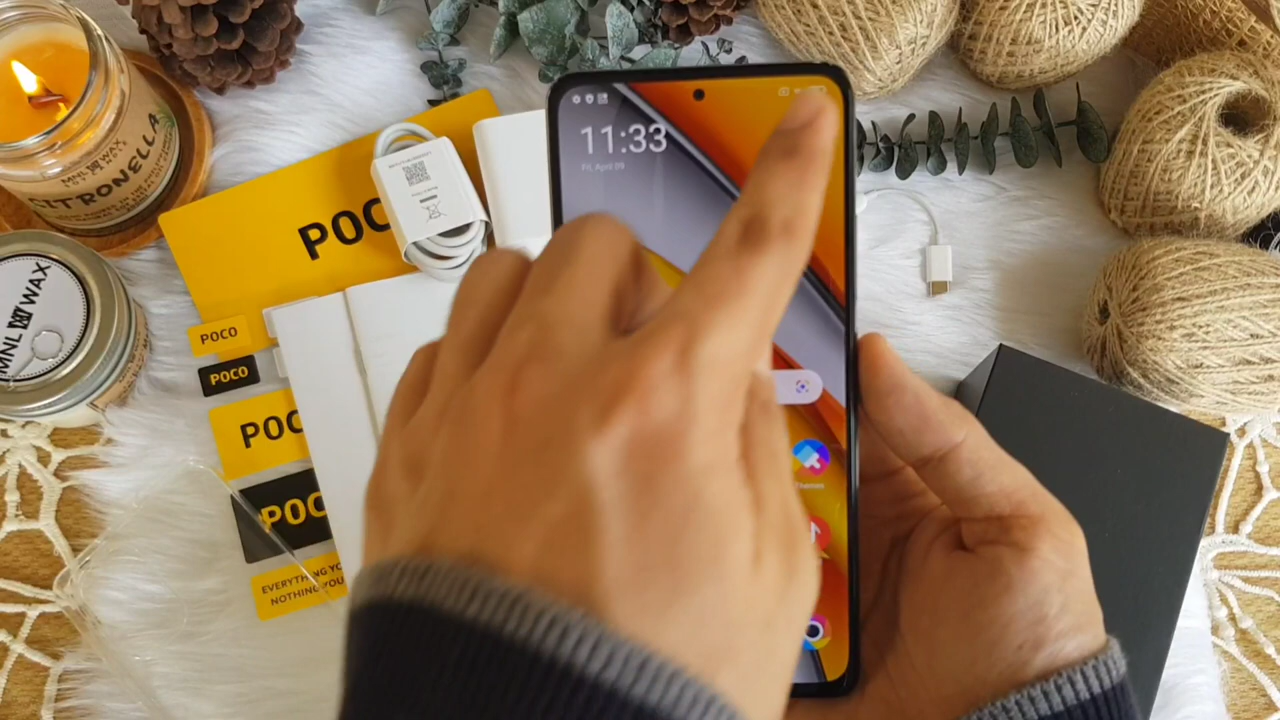 MNL WAX
CITRONELLA
MNL WAX
POCO
POCO
POCO
POCO
POCO
EVERYTHING YO
NOTHING YOU
11:33
Fri, April 09
Themes